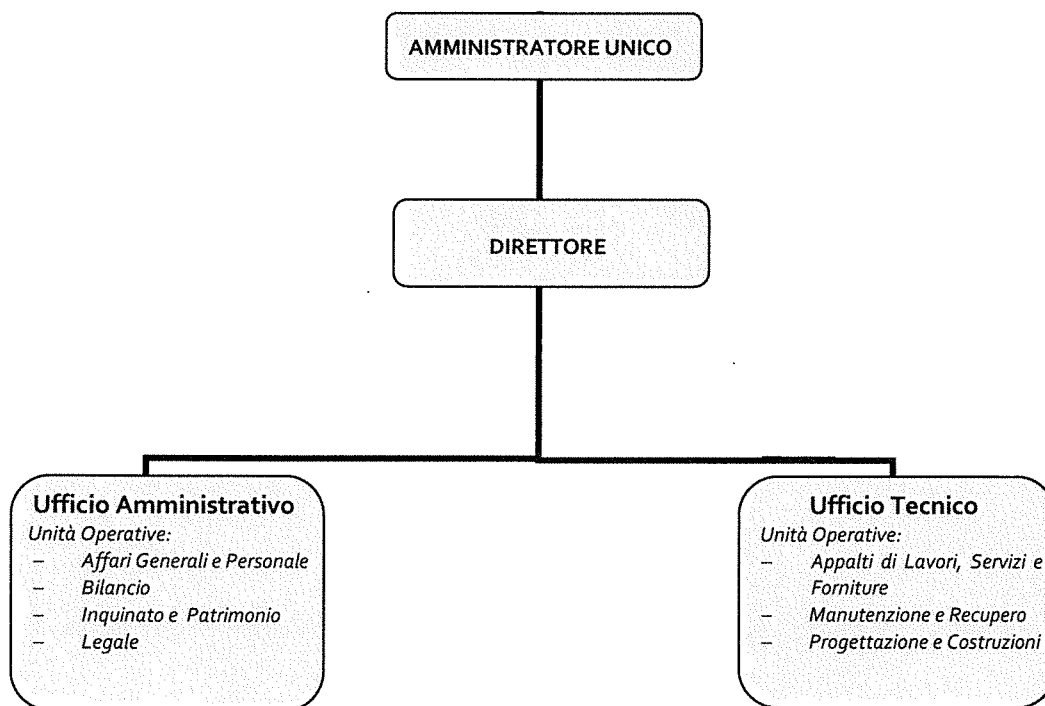 AMMINISTRATORE UNICO
DIRETTORE
Ufficio Amministrativo
Unità Operative:
– Affari Generali e Personale
– Bilancio
– Inquinato e Patrimonio
– Legale
Ufficio Tecnico
Unità Operative:
– Appalti di Lavori, Servizi e
Forniture
– Manutenzione e Recupero
– Progettazione e Costruzioni